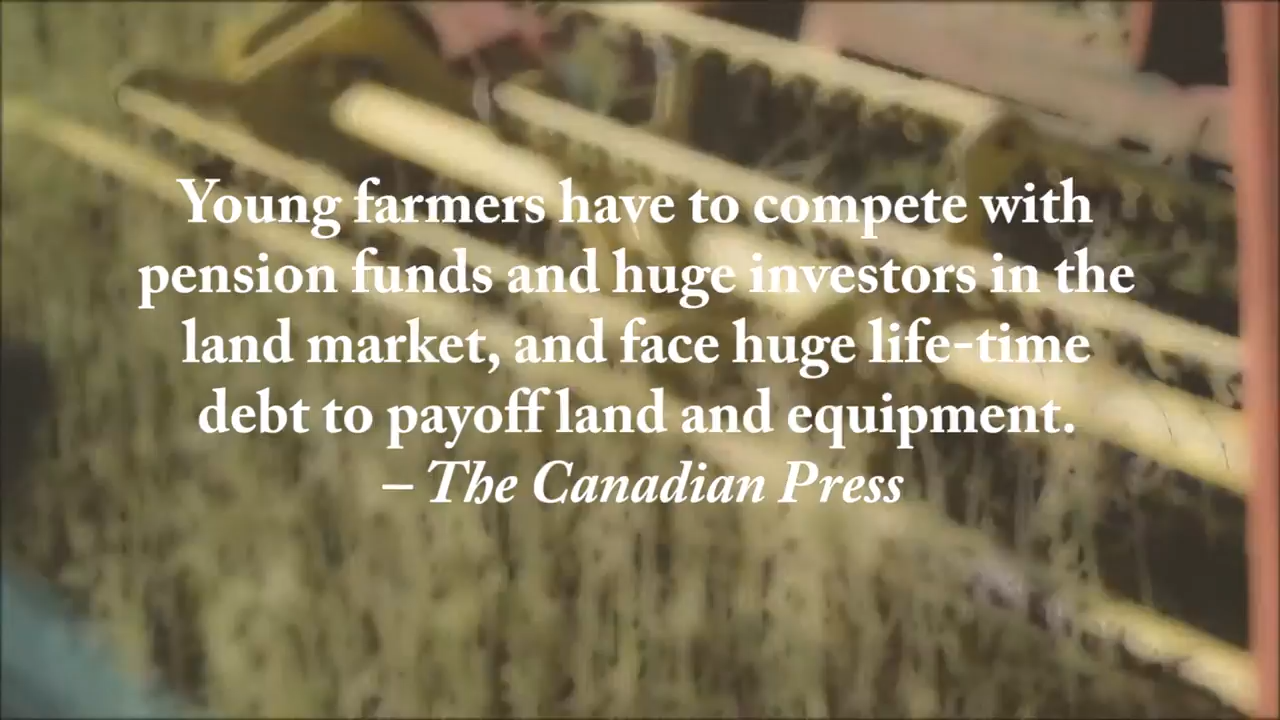 Young farmers have to compete with
pension funds and huge investors in the
land market, and face huge life-time
debt to payoff land and equipment.
– The Canadian Press